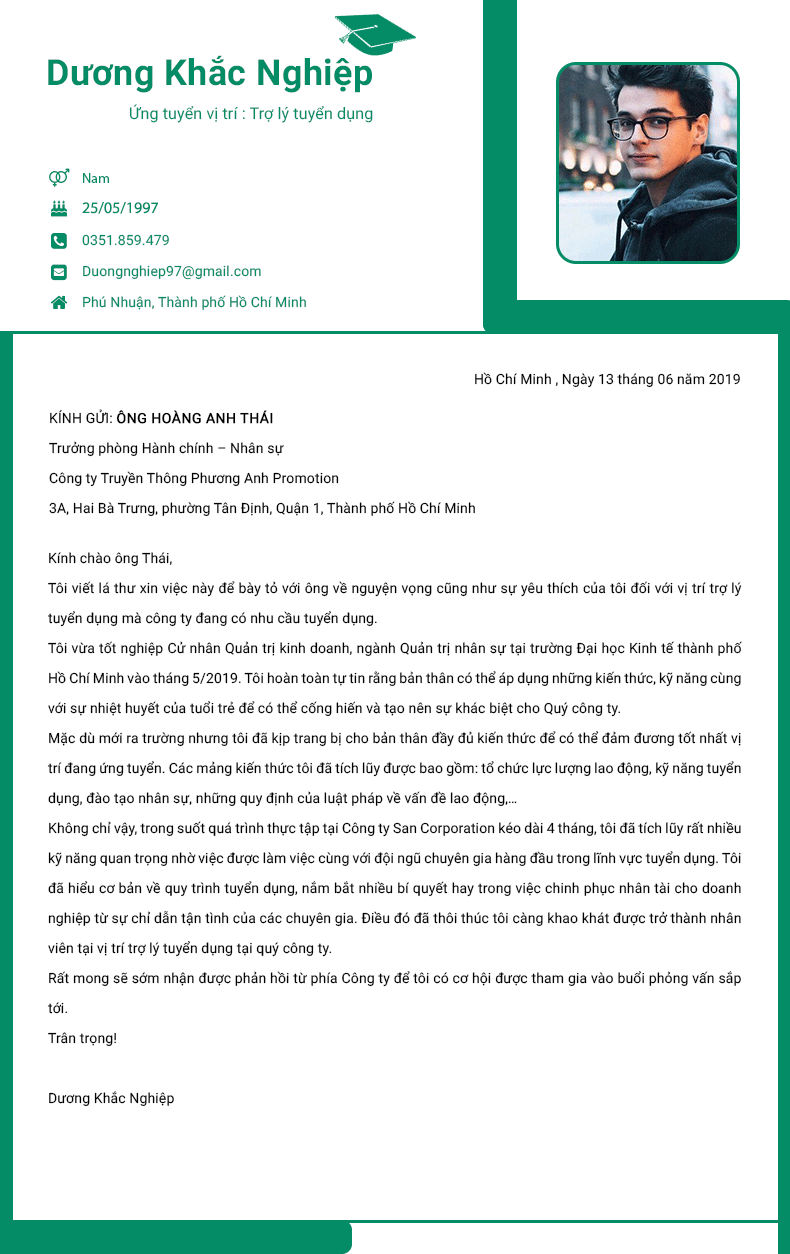 Dương Khắc Nghiệp
Ứng tuyển vị trí : Trợ lý tuyển dụng
Nam
25/05/1997
0351.859.479
Duongnghiep97@gmail.com
Phú Nhuận, Thành phố Hồ Chí Minh
Hồ Chí Minh , Ngày 13 tháng 06 năm 2019
KÍNH GỬI: ÔNG HOÀNG ANH THÁI
Trưởng phòng Hành chính – Nhân sự
Công ty Truyền Thông Phương Anh Promotion
3A, Hai Bà Trưng, phường Tân Định, Quận 1, Thành phố Hồ Chí Minh
Kính chào ông Thái,
Tôi viết lá thư xin việc này để bày tỏ với ông về nguyện vọng cũng như sự yêu thích của tôi đối với vị trí trợ lý
tuyển dụng mà công ty đang có nhu cầu tuyển dụng.
Tôi vừa tốt nghiệp Cử nhân Quản trị kinh doanh, ngành Quản trị nhân sự tại trường Đại học Kinh tế thành phố
Hồ Chí Minh vào tháng 5/2019. Tôi hoàn toàn tự tin rằng bản thân có thể áp dụng những kiến thức, kỹ năng cùng
với sự nhiệt huyết của tuổi trẻ để có thể cống hiến và tạo nên sự khác biệt cho Quý công ty.
Mặc dù mới ra trường nhưng tôi đã kịp trang bị cho bản thân đầy đủ kiến thức để có thể đảm đương tốt nhất vị
trí đang ứng tuyển. Các mảng kiến thức tôi đã tích lũy được bao gồm: tổ chức lực lượng lao động, kỹ năng tuyển
dụng, đào tạo nhân sự, những quy định của luật pháp về vấn đề lao động,...
Không chỉ vậy, trong suốt quá trình thực tập tại Công ty San Corporation kéo dài 4 tháng, tôi đã tích lũy rất nhiều
kỹ năng quan trọng nhờ việc được làm việc cùng với đội ngũ chuyên gia hàng đầu trong lĩnh vực tuyển dụng. Tôi
đã hiểu cơ bản về quy trình tuyển dụng, nắm bắt nhiều bí quyết hay trong việc chinh phục nhân tài cho doanh
nghiệp từ sự chỉ dẫn tận tình của các chuyên gia. Điều đó đã thôi thúc tôi càng khao khát được trở thành nhân
viên tại vị trí trợ lý tuyển dụng tại quý công ty.
Rất mong sẽ sớm nhận được phản hồi từ phía Công ty để tôi có cơ hội được tham gia vào buổi phỏng vấn sắp
tới.
Trân trọng!
Dương Khắc Nghiệp